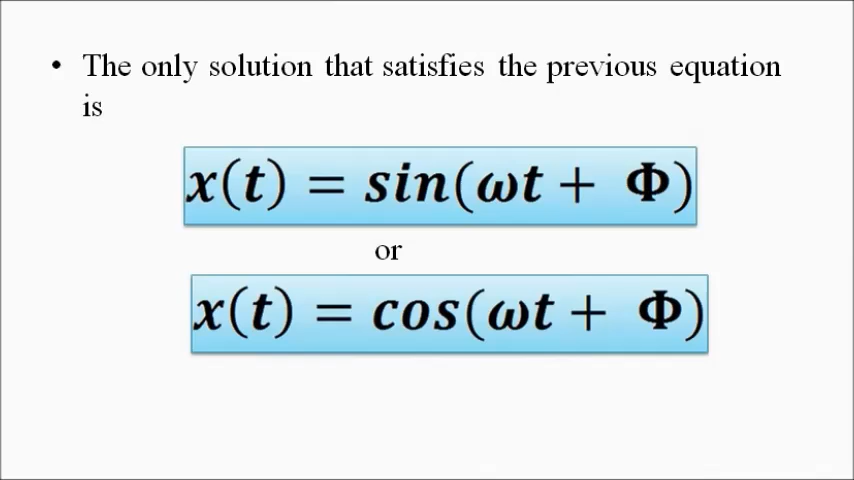 • The only solution that satisfies the previous equation
is
x(t) = sin(ωt + Φ)
or
x(t) = cos(ωt + Φ)